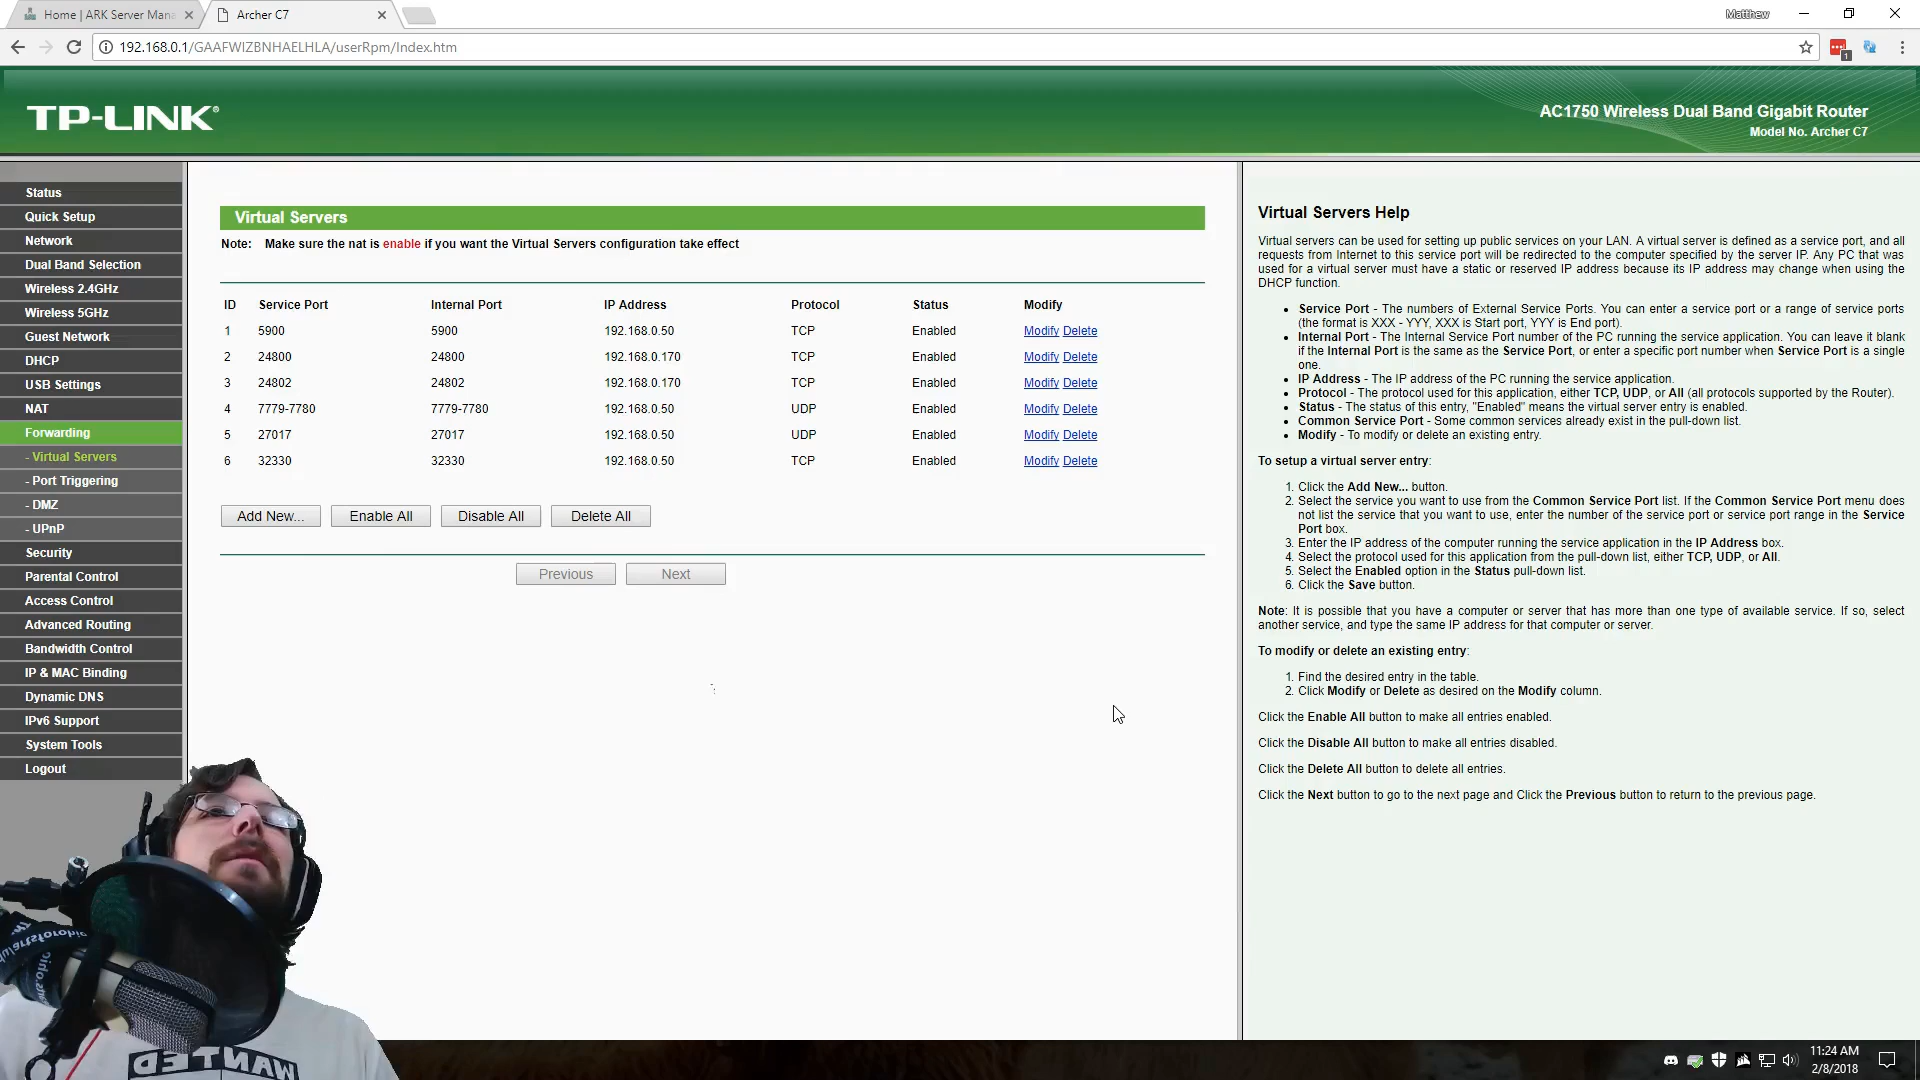 Home | ARK Server Mana
Archer C7
Matthew
192.168.0.1/GAAFWIZBNHAELHLA/userRpm/Index.htm
1
TP-LINK®
AC1750 Wireless Dual Band Gigabit Router
Model No. Archer C7
Status
Quick Setup
Network
Dual Band Selection
Wireless 2.4GHz
Wireless 5GHz
Guest Network
DHCP
USB Settings
NAT
Forwarding
- Virtual Servers
- Port Triggering
- DMZ
- UPnP
Security
Parental Control
Access Control
Advanced Routing
Bandwidth Control
IP & MAC Binding
Dynamic DNS
IPv6 Support
System Tools
Logout
Virtual Servers
Note: Make sure the nat is enable if you want the Virtual Servers configuration take effect
ID Service Port Internal Port IP Address Protocol Status Modify
1 5900 5900 192.168.0.50 TCP Enabled Modify Delete
2 24800 24800 192.168.0.170 TCP Enabled Modify Delete
3 24802 24802 192.168.0.170 TCP Enabled Modify Delete
4 7779-7780 7779-7780 192.168.0.50 UDP Enabled Modify Delete
5 27017 27017 192.168.0.50 UDP Enabled Modify Delete
6 32330 32330 192.168.0.50 TCP Enabled Modify Delete
Add New... Enable All Disable All Delete All
Previous Next
Virtual Servers Help
Virtual servers can be used for setting up public services on your LAN. A virtual server is defined as a service port, and all
requests from Internet to this service port will be redirected to the computer specified by the server IP. Any PC that was
used for a virtual server must have a static or reserved IP address because its IP address may change when using the
DHCP function.
• Service Port - The numbers of External Service Ports. You can enter a service port or a range of service ports
(the format is XXX - YYY, XXX is Start port, YYY is End port).
• Internal Port - The Internal Service Port number of the PC running the service application. You can leave it blank
if the Internal Port is the same as the Service Port, or enter a specific port number when Service Port is a single
one.
• IP Address - The IP address of the PC running the service application.
• Protocol - The protocol used for this application, either TCP, UDP, or All (all protocols supported by the Router).
• Status - The status of this entry, "Enabled" means the virtual server entry is enabled.
• Common Service Port - Some common services already exist in the pull-down list.
• Modify - To modify or delete an existing entry.
To setup a virtual server entry:
1. Click the Add New... button.
2. Select the service you want to use from the Common Service Port list. If the Common Service Port menu does
not list the service that you want to use, enter the number of the service port or service port range in the Service
Port box.
3. Enter the IP address of the computer running the service application in the IP Address box.
4. Select the protocol used for this application from the pull-down list, either TCP, UDP, or All.
5. Select the Enabled option in the Status pull-down list.
6. Click the Save button.
Note: It is possible that you have a computer or server that has more than one type of available service. If so, select
another service, and type the same IP address for that computer or server.
To modify or delete an existing entry:
1. Find the desired entry in the table.
2. Click Modify or Delete as desired on the Modify column.
Click the Enable All button to make all entries enabled.
Click the Disable All button to make all entries disabled.
Click the Delete All button to delete all entries.
Click the Next button to go to the next page and Click the Previous button to return to the previous page.
WANTED
11:24 AM
2/8/2018